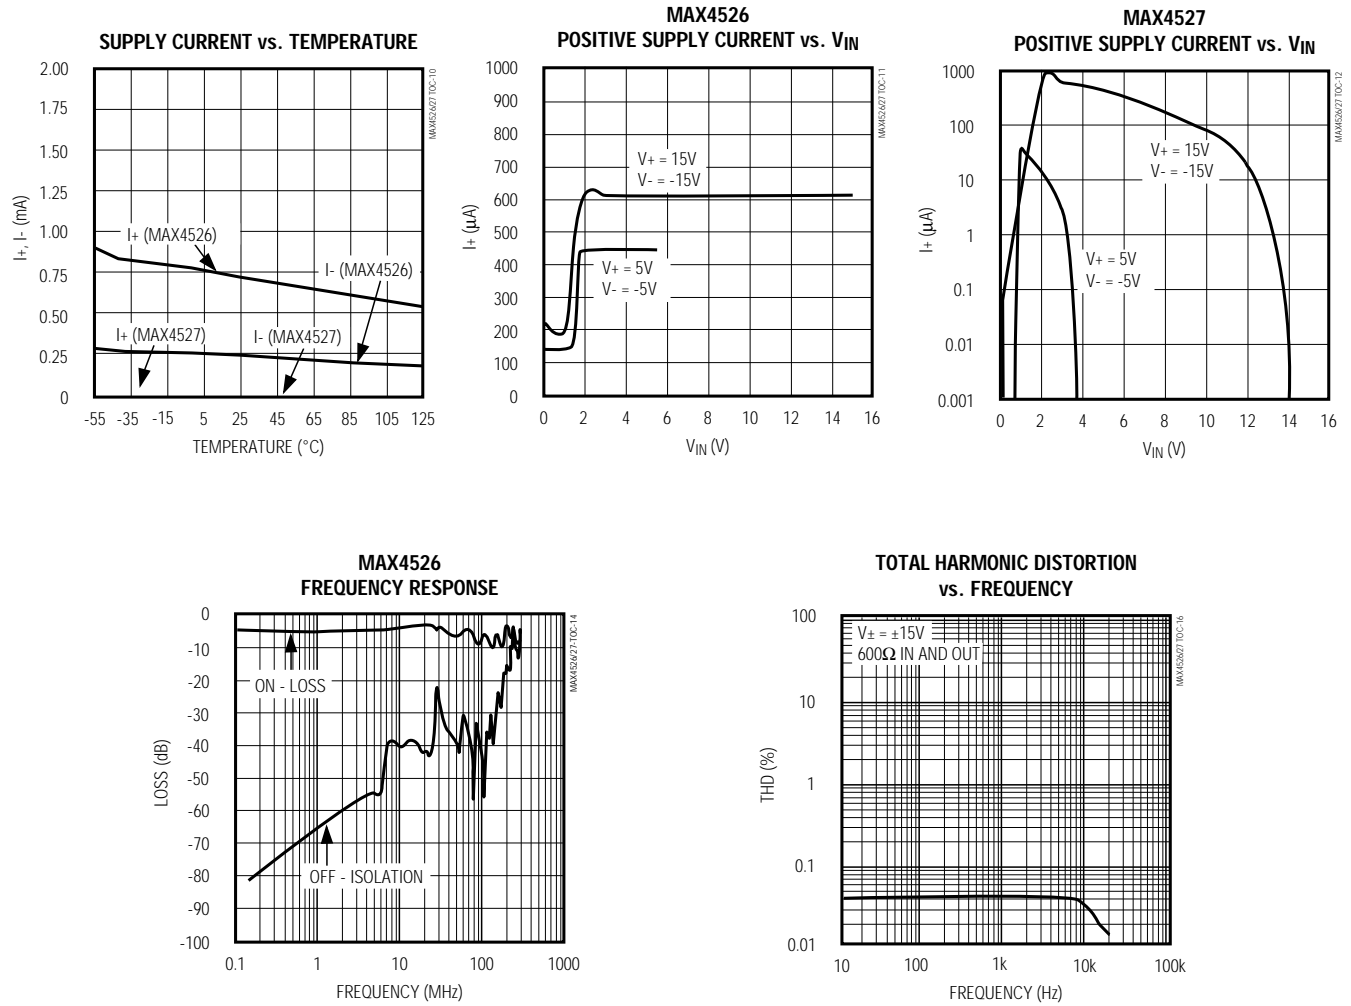 SUPPLY CURRENT vs. TEMPERATURE
2.00
1.75
1.50
1.25
1.00
0.75
0.50
0.25
0
I+, I- (mA)
I+ (MAX4526)
I- (MAX4526)
I+ (MAX4527)
I- (MAX4527)
-55 -35 -15 5 25 45 65 85 105 125
TEMPERATURE (°C)
MAX4526/27 TOC-10
MAX4526
POSITIVE SUPPLY CURRENT vs. VIN
1000
900
800
700
600
500
400
300
200
100
0
I+ (µA)
V+ = 15V
V- = -15V
V+ = 5V
V- = -5V
0 2 4 6 8 10 12 14 16
VIN (V)
MAX4526/27 TOC-11
MAX4527
POSITIVE SUPPLY CURRENT vs. VIN
1000
100
10
1
0.1
0.01
0.001
I+ (µA)
V+ = 15V
V- = -15V
V+ = 5V
V- = -5V
0 2 4 6 8 10 12 14 16
VIN (V)
MAX4526/27 TOC-12
MAX4526
FREQUENCY RESPONSE
0
-10
-20
-30
-40
-50
-60
-70
-80
-90
-100
LOSS (dB)
ON - LOSS
OFF - ISOLATION
0.1 1 10 100 1000
FREQUENCY (MHz)
MAX4526/27-TOC-14
TOTAL HARMONIC DISTORTION
vs. FREQUENCY
100
10
1
0.1
0.01
THD (%)
V± = ±15V
600Ω IN AND OUT
10 100 1k 10k 100k
FREQUENCY (Hz)
MAX4526/27 TOC-16